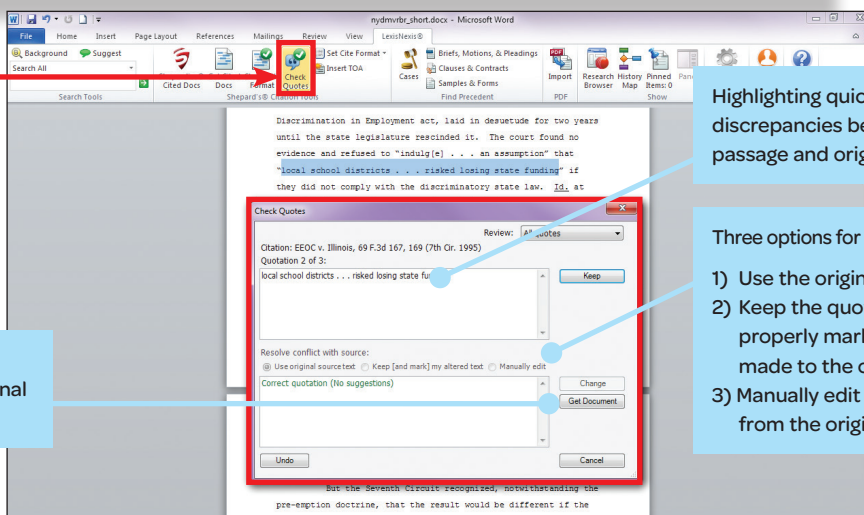 nydmvrbr_short.docx - Microsoft Word
File Home Insert Page Layout References Mailings Review View LexisNexis®
Background Suggest
Search All
Search Tools
Cited Docs
Docs
Format
Check Quotes
Set Cite Format
Insert TOA
Shepard's® Citation Tools
Cases
Briefs, Motions, & Pleadings
Clauses & Contracts
Samples & Forms
Find Precedent
PDF
Import
PDF
Research Browser
History Map
Pinned Items: 0
Show
Discrimination in Employment act, laid in desuetude for two years
until the state legislature rescinded it. The court found no
evidence and refused to "indulg[e] . . . an assumption" that
"local school districts . . . risked losing state funding" if
they did not comply with the discriminatory state law. Id. at
Check Quotes
Review: All Quotes
Citation: EEOC v. Illinois, 69 F.3d 167, 169 (7th Cir. 1995)
Quotation 2 of 3:
local school districts . . . risked losing state
Keep
Resolve conflict with source:
Use original source text Keep [and mark] my altered text Manually edit
Correct quotation (No suggestions)
Change
Get Document
Undo
Cancel
But the Seventh Circuit recognized, notwithstanding the
pre-emption doctrine, that the result would be different if the
Highlighting
discrepancies
passage and
Three options for
1) Use the
2) Keep the
properly
made to the
3) Manually edit
from the